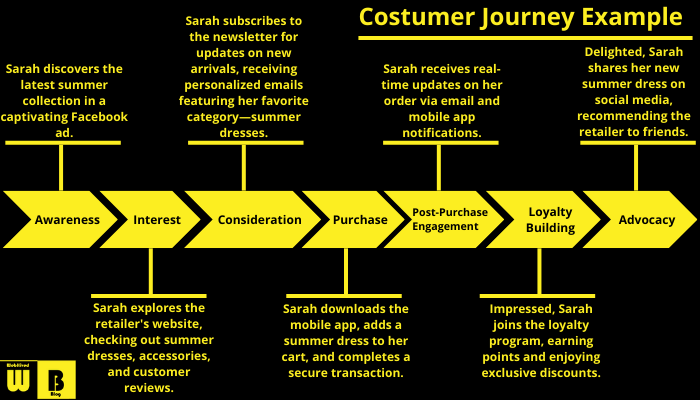 Costumer Journey Example
Sarah discovers the
latest summer
collection in a
captivating Facebook
ad.
Sarah subscribes to
the newsletter for
updates on new
arrivals, receiving
personalized emails
featuring her favorite
category—summer
dresses.
Sarah receives real-
time updates on her
order via email and
mobile app
notifications.
Delighted, Sarah
shares her new
summer dress on
social media,
recommending the
retailer to friends.
Awareness
Interest
Consideration
Purchase
Post-Purchase
Engagement
Loyalty
Building
Advocacy
Sarah explores the
retailer's website,
checking out summer
dresses, accessories,
and customer
reviews.
Sarah downloads the
mobile app, adds a
summer dress to her
cart, and completes a
secure transaction.
Impressed, Sarah
joins the loyalty
program, earning
points and enjoying
exclusive discounts.
W
B
Blog